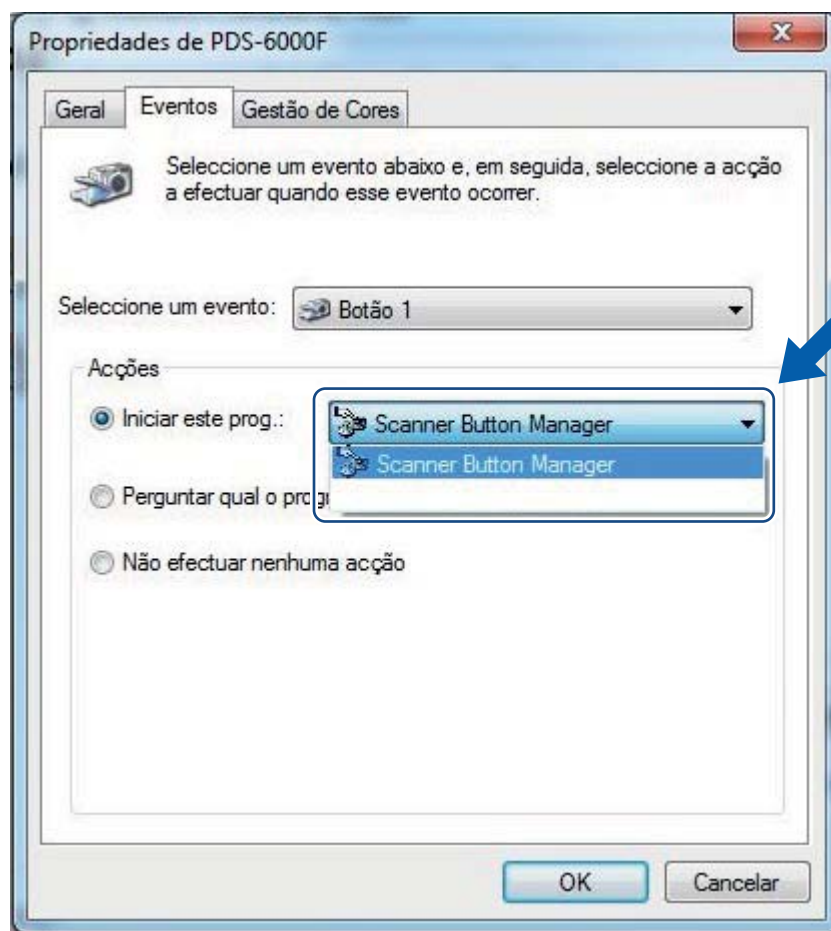 Propriedades de PDS-6000F
Geral Eventos Gestão de Cores
Seleccione um evento abaixo e, em seguida, seleccione a acção
a efectuar quando esse evento ocorrer.
Seleccione um evento: Botão 1
Acções
Iniciar este prog.: Scanner Button Manager
Scanner Button Manager
Perguntar qual o
Não efectuar nenhuma acção
OK Cancelar